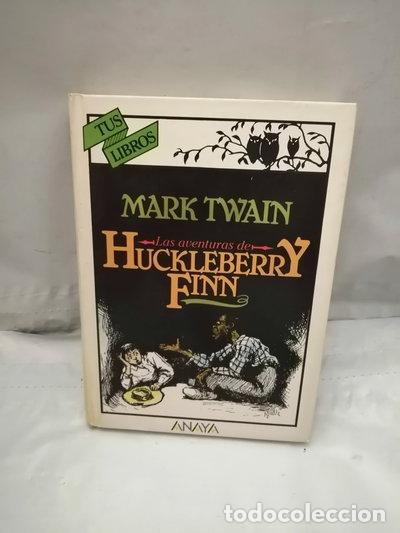 TUS
LIBROS
MARK TWAIN
Las aventuras de
HUCKLEBERRY
FINN
ANAYA
todocoleccion